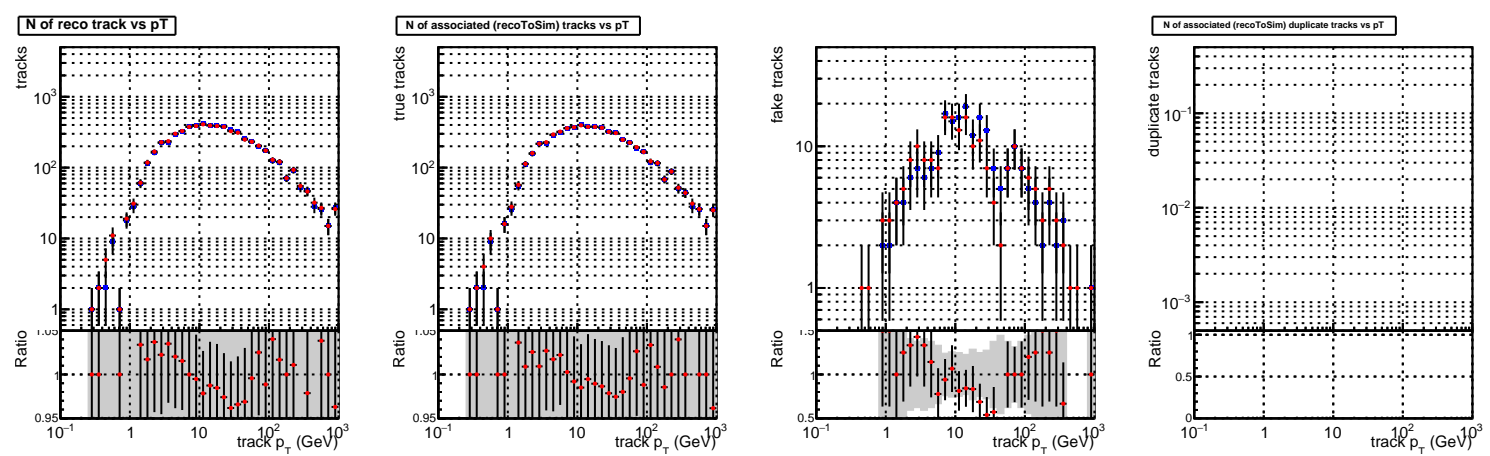 N of reco track vs pT
tracks
10³
10²
10
1
Ratio
1.05
1
0.95
10⁻¹ 1 10 10² 10³
track p_T (GeV)
N of associated (recoToSim) tracks vs pT
true tracks
10³
10²
10
1
Ratio
1.05
1
0.95
10⁻¹ 1 10 10² 10³
track p_T (GeV)
fake tracks
10
1
Ratio
1.5
1
0.5
10⁻¹ 1 10 10² 10³
track p_T (GeV)
N of associated (recoToSim) duplicate tracks vs pT
duplicate tracks
10⁻¹
10⁻²
10⁻³
Ratio
1
0.5
0
10⁻¹ 1 10 10² 10³
track p_T (GeV)